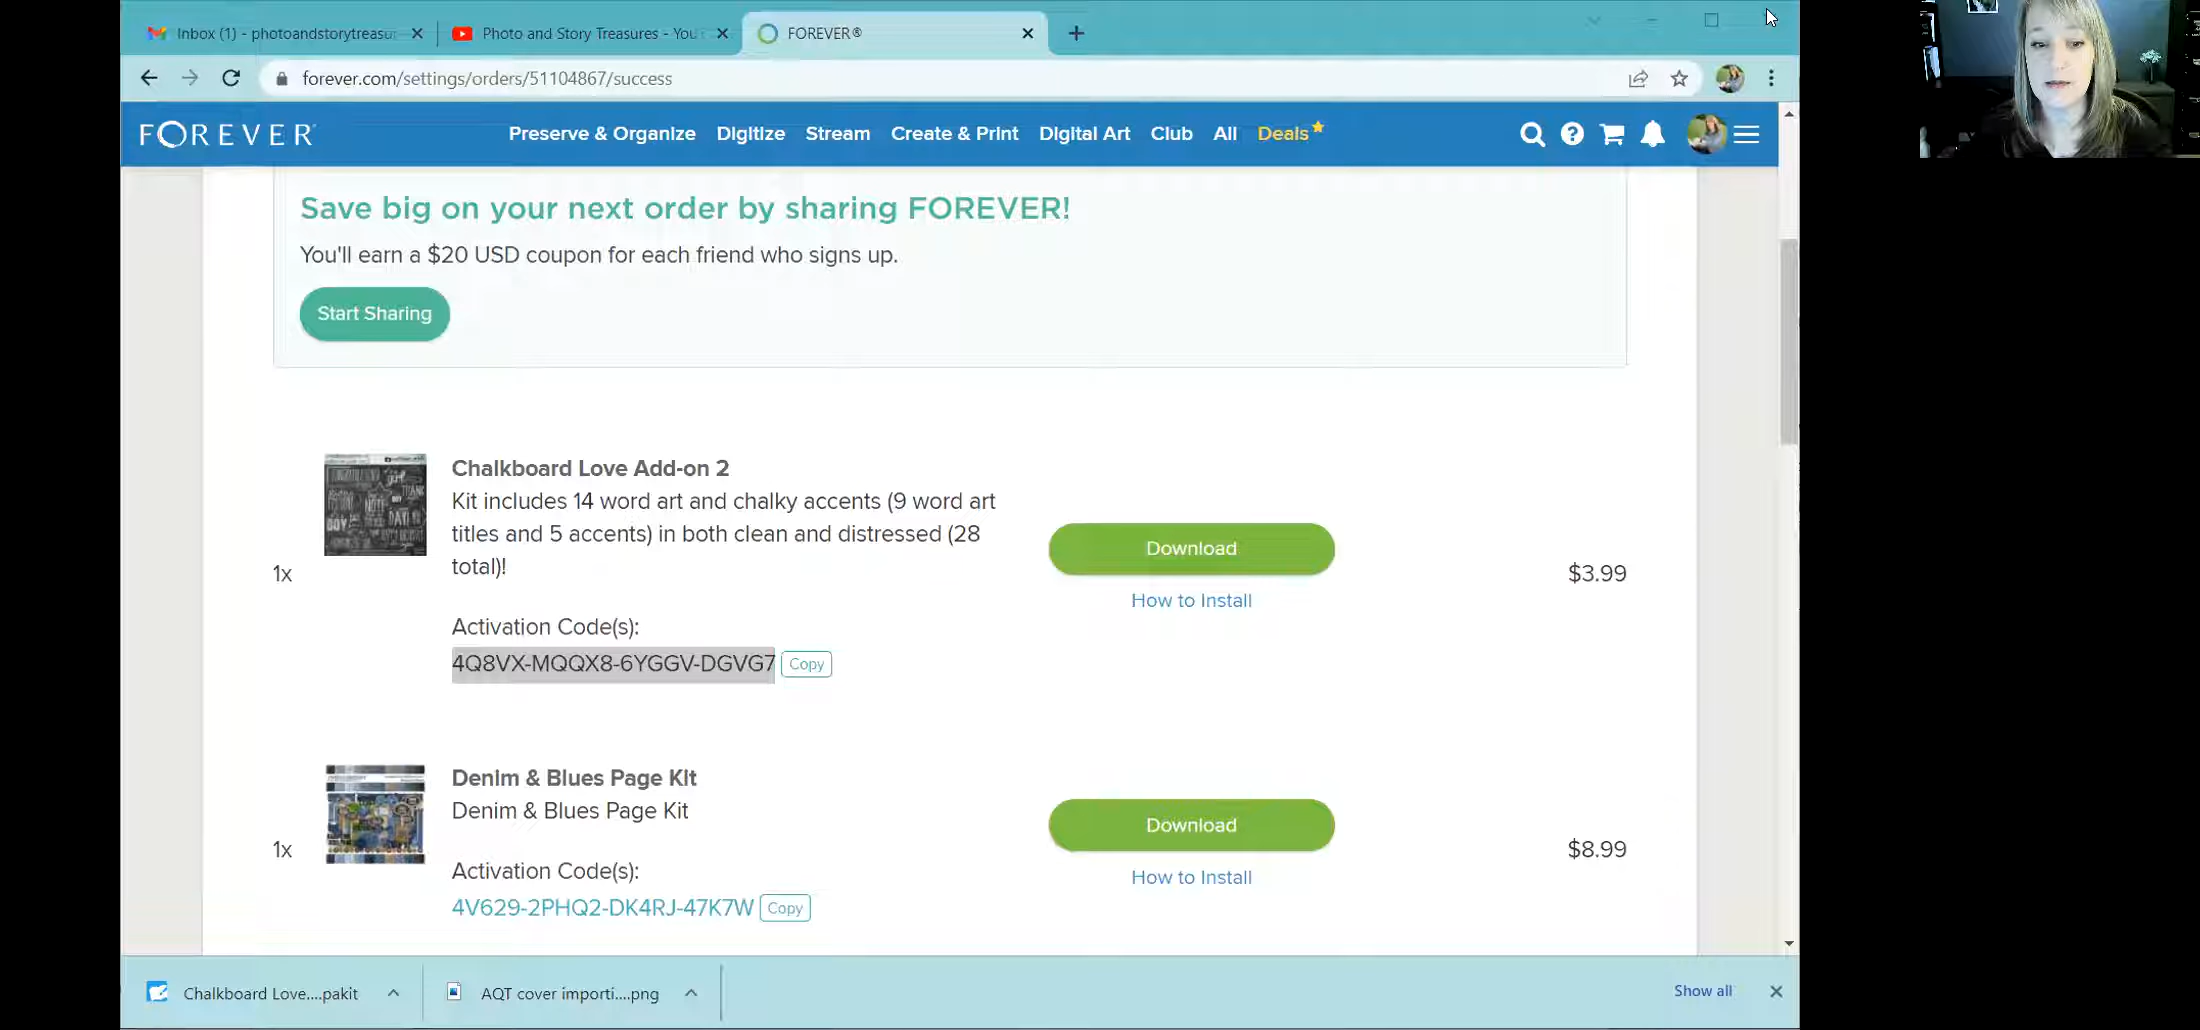 Inbox (1) - photoandstorytreasur
Photo and Story Treasures - You
FOREVER®
forever.com/settings/orders/51104867/success
FOREVER
Preserve & Organize
Digitize
Stream
Create & Print
Digital Art
Club
All
Deals
Save big on your next order by sharing FOREVER!
You'll earn a $20 USD coupon for each friend who signs up.
Start Sharing
Chalkboard Love Add-on 2
Kit includes 14 word art and chalky accents (9 word art
titles and 5 accents) in both clean and distressed (28
total)!
1x
Download
How to Install
$3.99
Activation Code(s):
4Q8VX-MQQX8-6YGGV-DGVG7 Copy
Denim & Blues Page Kit
Denim & Blues Page Kit
1x
Download
How to Install
$8.99
Activation Code(s):
4V629-2PHQ2-DK4RJ-47K7W Copy
Chalkboard Love....pakit
AQT cover importi....png
Show all